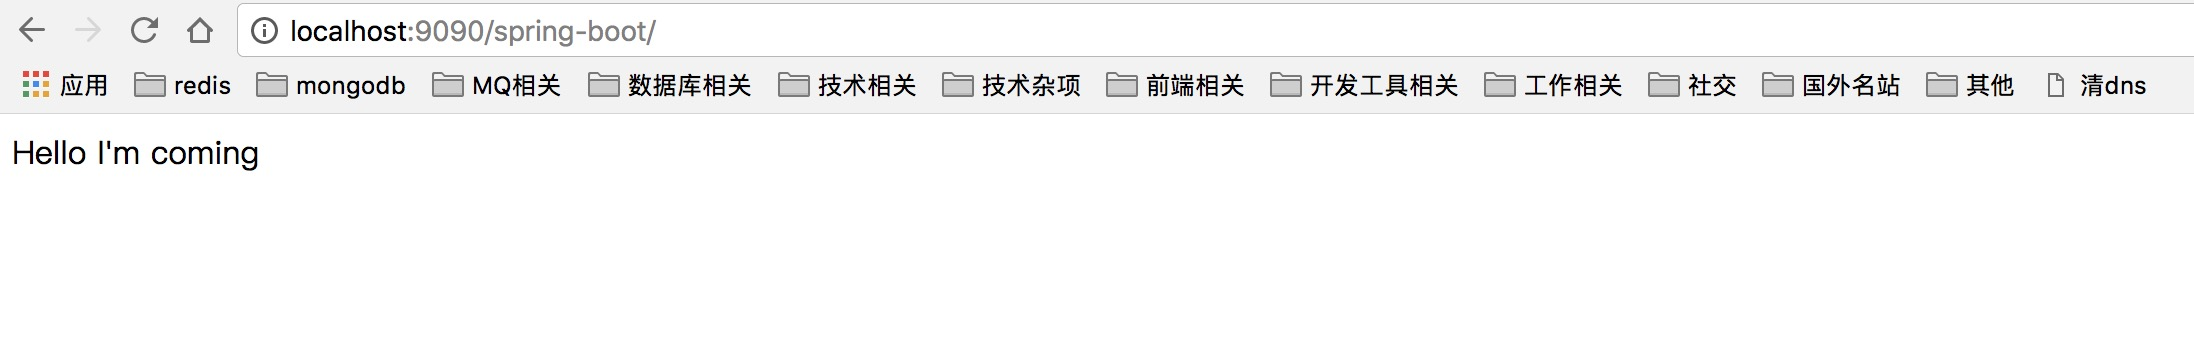 localhost:9090/spring-boot/
应用 redis mongodb MQ相关 数据库相关 技术相关 技术杂项 前端相关 开发工具相关 工作相关 社交 国外名站 其他 清dns
Hello I'm coming